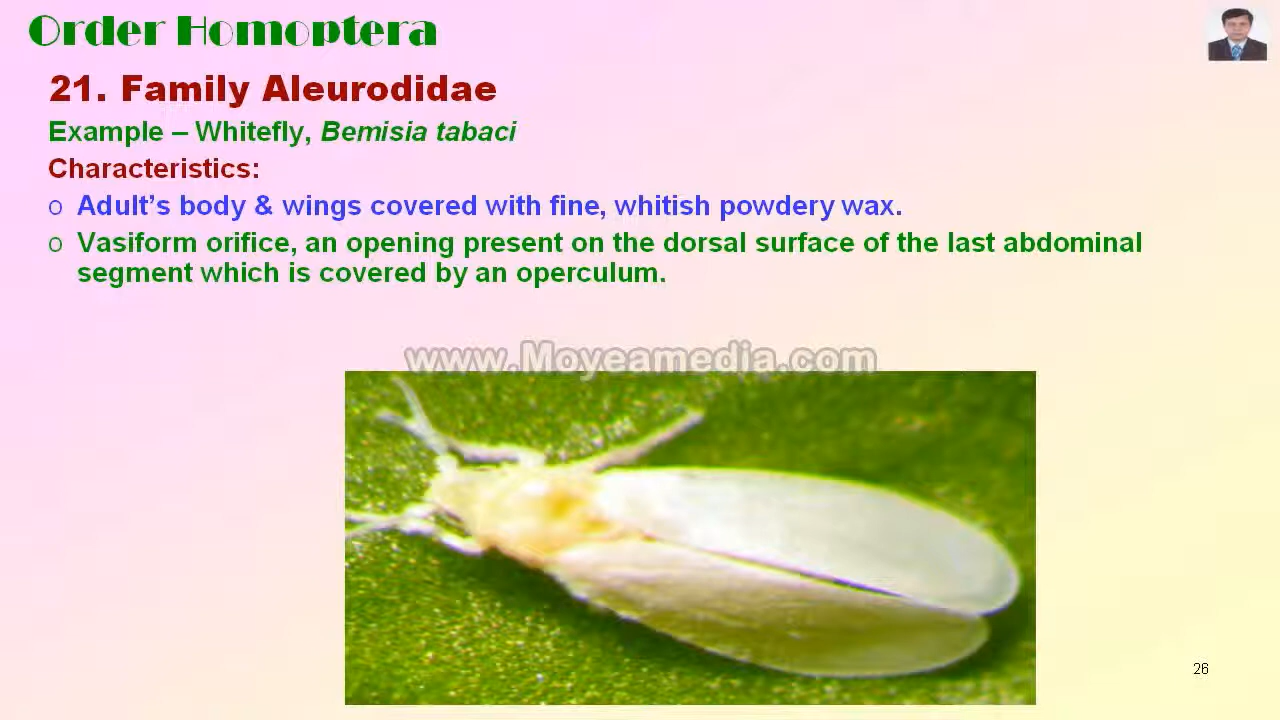 Order Homoptera
21. Family Aleurodidae
Example – Whitefly, Bemisia tabaci
Characteristics:
o Adult's body & wings covered with fine, whitish powdery wax.
o Vasiform orifice, an opening present on the dorsal surface of the last abdominal
segment which is covered by an operculum.
www.Moyeamedia.com
26